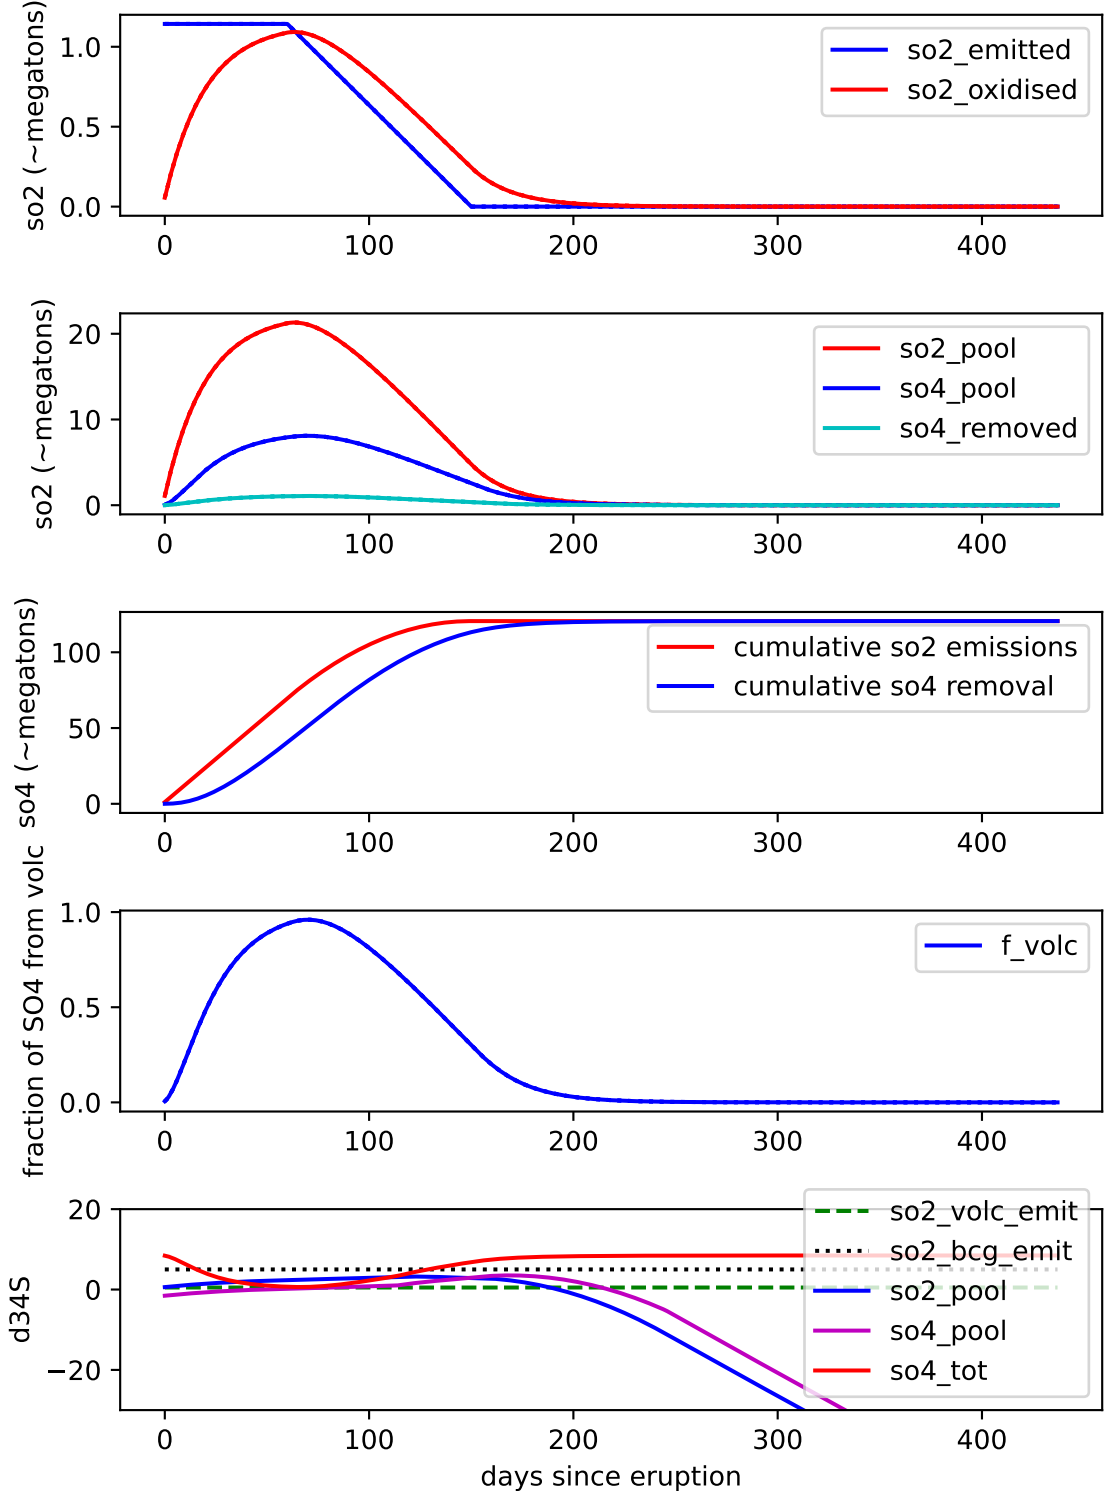 so2 (~megatons)
1.0
0.5
0.0
so2_emitted
so2_oxidised
0 100 200 300 400
so2 (~megatons)
20
10
0
so2_pool
so4_pool
so4_removed
0 100 200 300 400
so4 (~megatons)
100
50
0
cumulative so2 emissions
cumulative so4 removal
0 100 200 300 400
fraction of SO4 from volc
1.0
0.5
0.0
f_volc
0 100 200 300 400
d34S
20
0
−20
so2_volc_emit
so2_bcg_emit
so2_pool
so4_pool
so4_tot
0 100 200 300 400
days since eruption